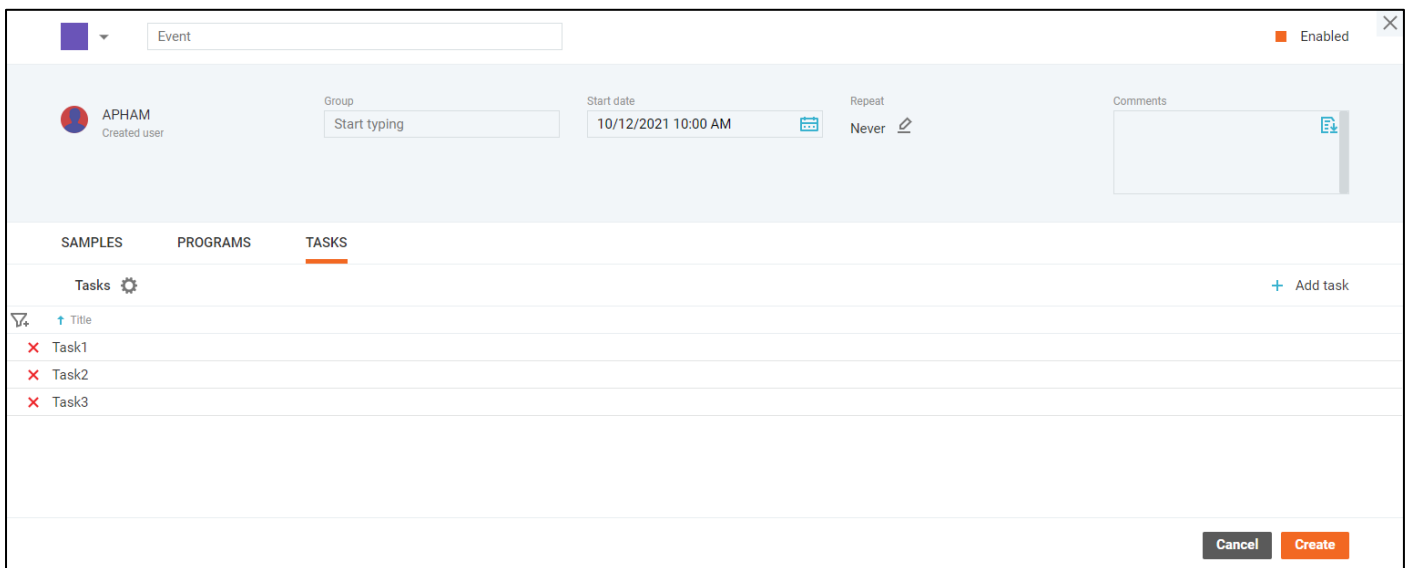 Event
Enabled
APHAM
Created user
Group
Start typing
Start date
10/12/2021 10:00 AM
Repeat
Never
Comments
SAMPLES PROGRAMS TASKS
Tasks
+ Add task
Title
Task1
Task2
Task3
Cancel Create